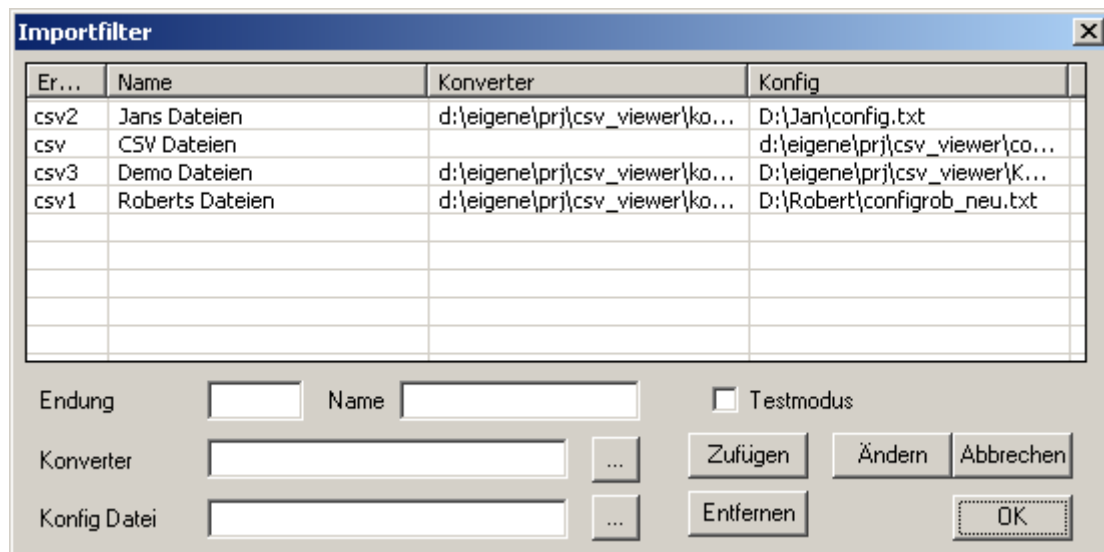 Importfilter
Er... Name Konverter Konfig
csv2 Jans Dateien d:\eigene\prj\csv_viewer\ko... D:\Jan\config.txt
csv CSV Dateien d:\eigene\prj\csv_viewer\co...
csv3 Demo Dateien d:\eigene\prj\csv_viewer\ko... D:\eigene\prj\csv_viewer\K...
csv1 Roberts Dateien d:\eigene\prj\csv_viewer\ko... D:\Robert\configrob_neu.txt
Endung Name Testmodus
Konverter ... Zufügen Ändern Abbrechen
Konfig Datei ... Entfernen OK